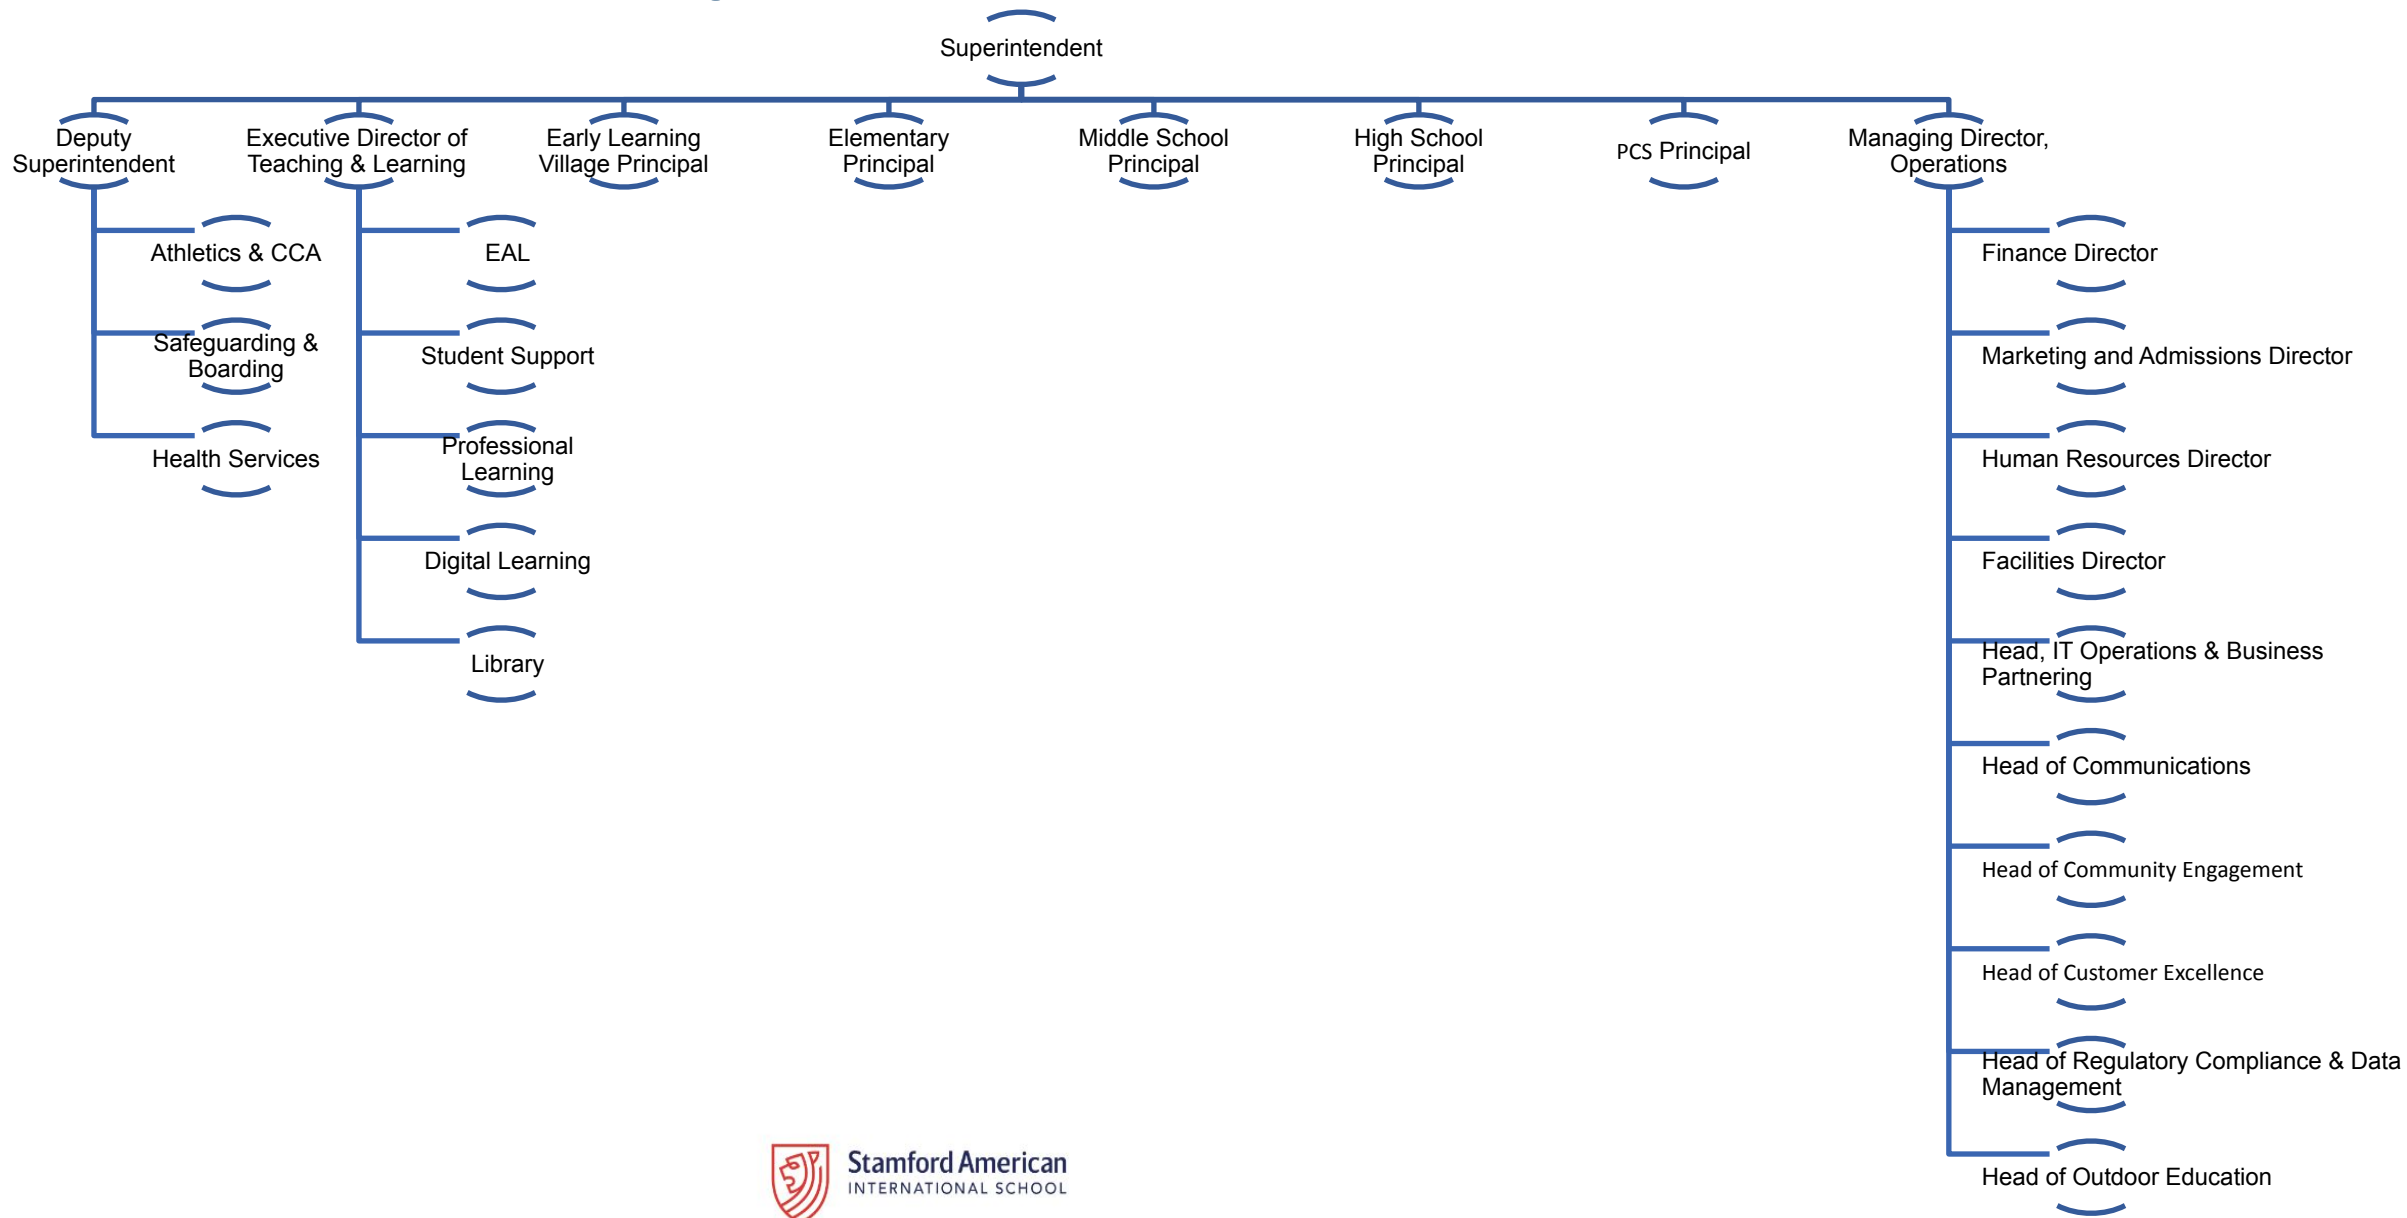 Superintendent
Deputy
Superintendent
Executive Director of
Teaching & Learning
Early Learning
Village Principal
Elementary
Principal
Middle School
Principal
High School
Principal
PCS Principal
Managing Director,
Operations
Athletics & CCA
Safeguarding &
Boarding
Health Services
EAL
Student Support
Professional
Learning
Digital Learning
Library
Finance Director
Marketing and Admissions Director
Human Resources Director
Facilities Director
Head, IT Operations & Business
Partnering
Head of Communications
Head of Community Engagement
Head of Customer Excellence
Head of Regulatory Compliance & Data
Management
Head of Outdoor Education
Stamford American
INTERNATIONAL SCHOOL